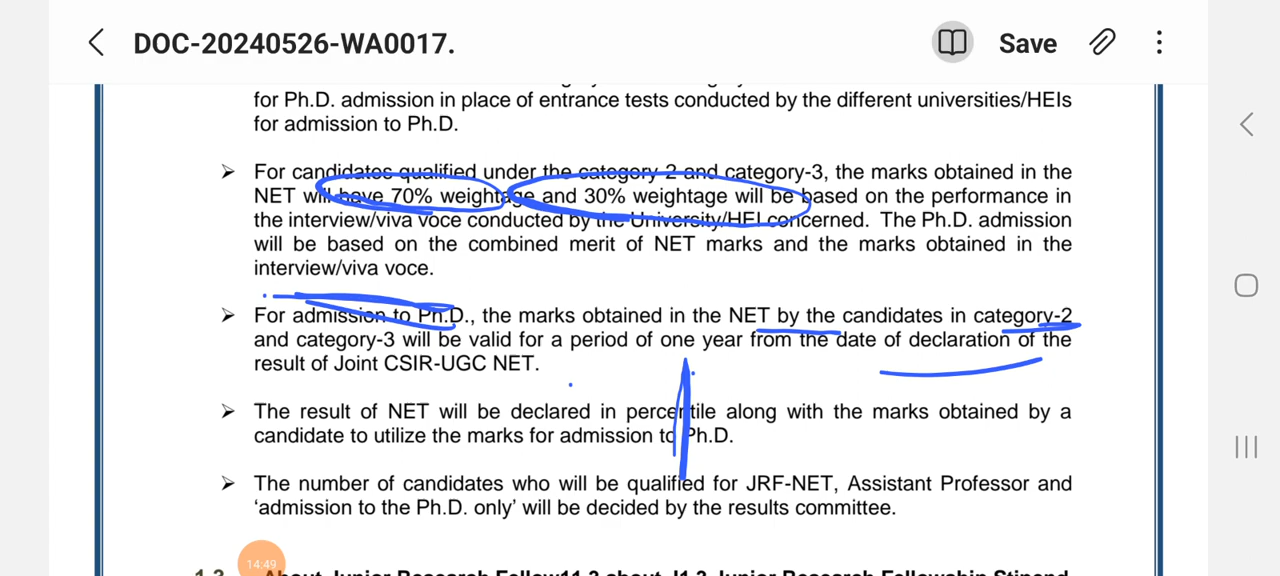 DOC-20240526-WA0017.
Save
for Ph.D. admission in place of entrance tests conducted by the different universities/HEIs
for admission to Ph.D.
➢ For candidates qualified under the category-2 and category-3, the marks obtained in the
NET will have 70% weightage and 30% weightage will be based on the performance in
the interview/viva voce conducted by the University/HEI concerned. The Ph.D. admission
will be based on the combined merit of NET marks and the marks obtained in the
interview/viva voce.
➢ For admission to Ph.D., the marks obtained in the NET by the candidates in category-2
and category-3 will be valid for a period of one year from the date of declaration of the
result of Joint CSIR-UGC NET.
➢ The result of NET will be declared in percentile along with the marks obtained by a
candidate to utilize the marks for admission to Ph.D.
➢ The number of candidates who will be qualified for JRF-NET, Assistant Professor and
‘admission to the Ph.D. only’ will be decided by the results committee.
14:49